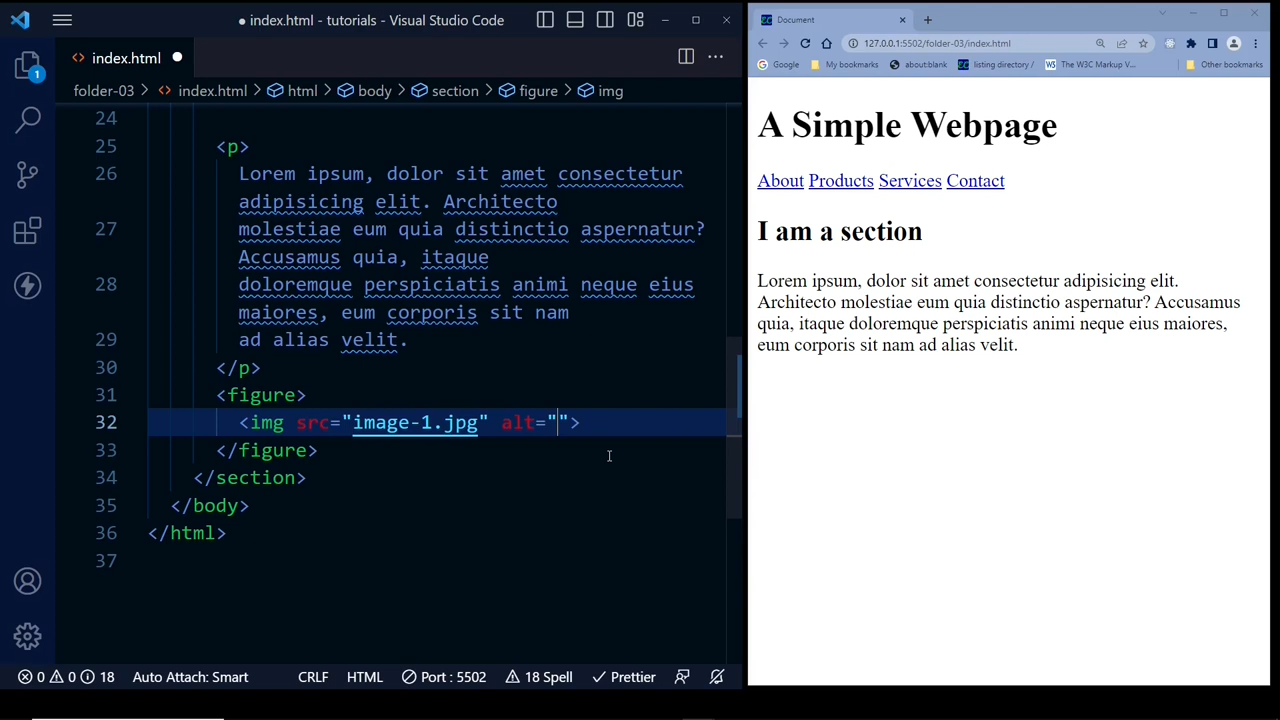 ● index.html - tutorials - Visual Studio Code
1
index.html
folder-03 > index.html > html > body > section > figure > img
24
25 <p>
26 Lorem ipsum, dolor sit amet consectetur
adipisicing elit. Architecto
27 molestiae eum quia distinctio aspernatur?
Accusamus quia, itaque
28 doloremque perspiciatis animi neque eius
maiores, eum corporis sit nam
29 ad alias velit.
30 </p>
31 <figure>
32 <img src="image-1.jpg" alt="">
33 </figure>
34 </section>
35 </body>
36 </html>
37
0 0 18 Auto Attach: Smart CRLF HTML Port : 5502 18 Spell Prettier
Document
127.0.0.1:5502/folder-03/index.html
Google My bookmarks about:blank listing directory / The W3C Markup V... Other bookmarks
A Simple Webpage
About Products Services Contact
I am a section
Lorem ipsum, dolor sit amet consectetur adipisicing elit.
Architecto molestiae eum quia distinctio aspernatur? Accusamus
quia, itaque doloremque perspiciatis animi neque eius maiores,
eum corporis sit nam ad alias velit.